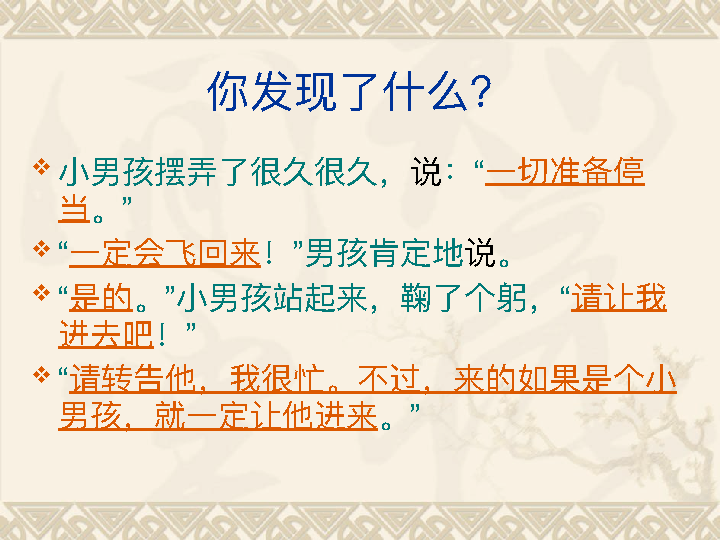 你发现了什么?
小男孩摆弄了很久很久，说：“一切准备停
当。”
“一定会飞回来！”男孩肯定地说。
“是的。”小男孩站起来，鞠了个躬，“请让我
进去吧！”
“请转告他，我很忙。不过，来的如果是个小
男孩，就一定让他进来。”